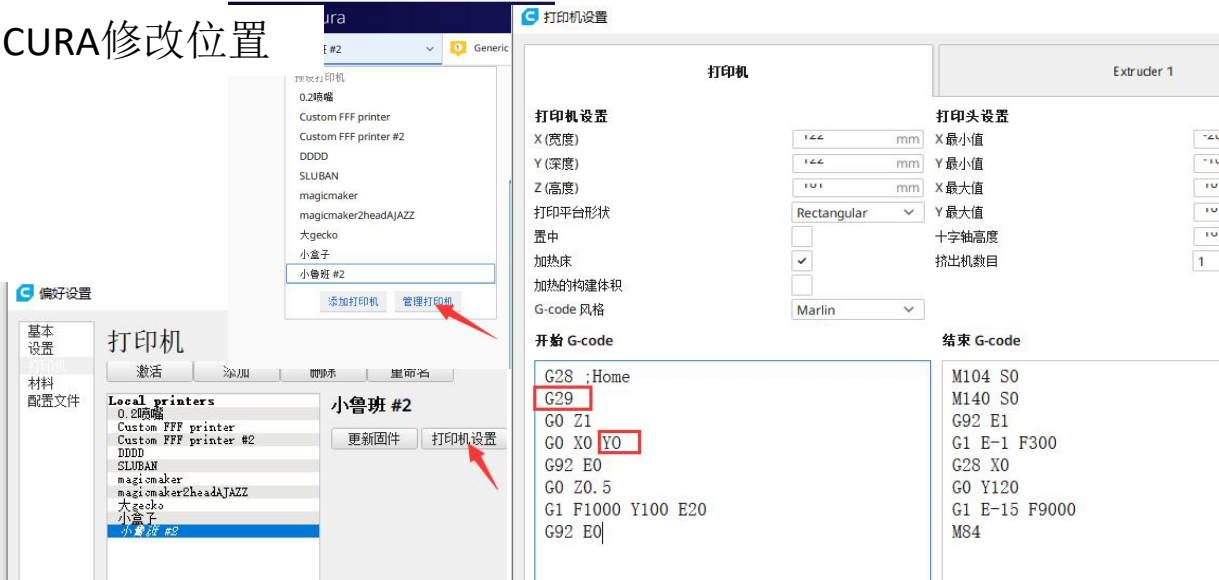 CURA修改位置
ura
#2
Generic
预设打印机
0.2喷嘴
Custom FFF printer
Custom FFF printer #2
DDDD
SLUBAN
magicmaker
magicmaker2headAJAZZ
大gecko
小盒子
小鲁班 #2
添加打印机
管理打印机
偏好设置
基本
设置
打印机
材料
配置文件
打印机
激活
添加
删除
重命名
Local printers
0.2喷嘴
Custom FFF printer
Custom FFF printer #2
DDDD
SLUBAN
magicmaker
magicmaker2headAJAZZ
大gecko
小盒子
小鲁班 #2
小鲁班 #2
更新固件
打印机设置
打印机设置
打印机
Extruder 1
打印机设置
X (宽度)
122 mm
Y (深度)
122 mm
Z (高度)
mm
打印平台形状
Rectangular
置中
加热床
加热的构建体积
G-code 风格
Marlin
打印头设置
X 最小值
Y 最小值
X 最大值
Y 最大值
十字轴高度
挤出机数目
1
开始 G-code
G28 ;Home
G29
G0 Z1
G0 X0 Y0
G92 E0
G0 Z0.5
G1 F1000 Y100 E20
G92 E0
结束 G-code
M104 S0
M140 S0
G92 E1
G1 E-1 F300
G28 X0
G0 Y120
G1 E-15 F9000
M84